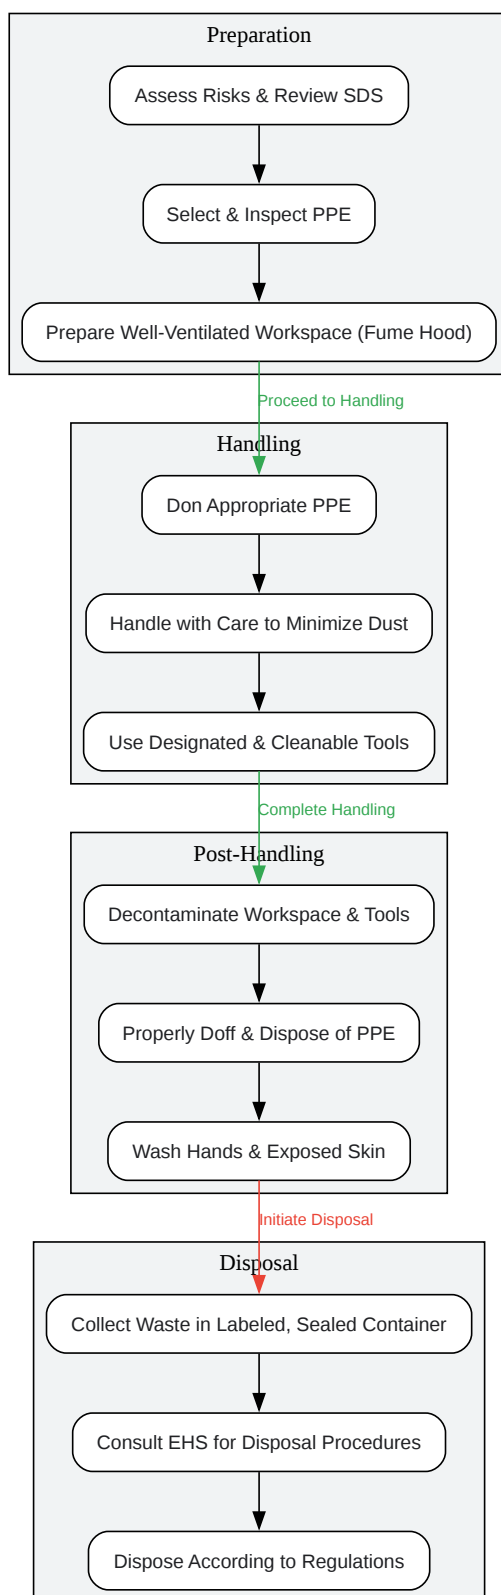 Preparation
Assess Risks & Review SDS
Select & Inspect PPE
Prepare Well-Ventilated Workspace (Fume Hood)
Proceed to Handling
Handling
Don Appropriate PPE
Handle with Care to Minimize Dust
Use Designated & Cleanable Tools
Complete Handling
Post-Handling
Decontaminate Workspace & Tools
Properly Doff & Dispose of PPE
Wash Hands & Exposed Skin
Initiate Disposal
Disposal
Collect Waste in Labeled, Sealed Container
Consult EHS for Disposal Procedures
Dispose According to Regulations